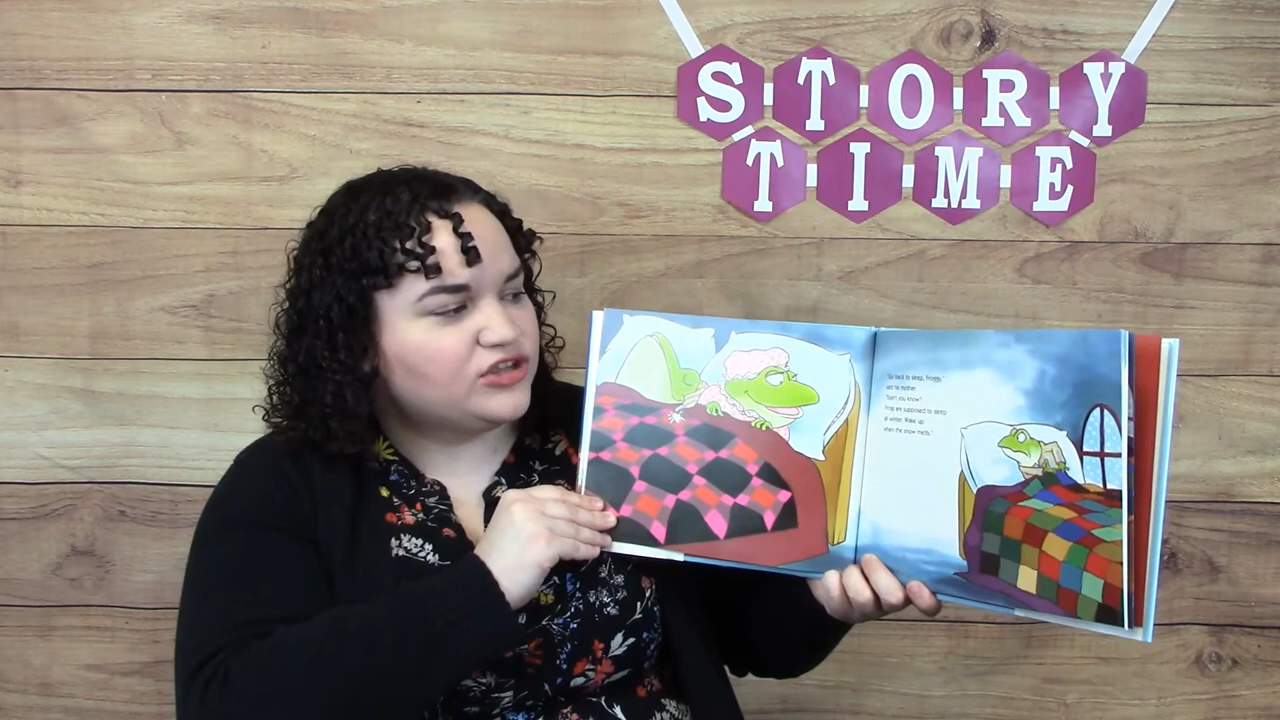 STORY
TIME
"Go back to sleep, Froggy,"
said his mother.
"Don't you know?
Frogs are supposed to sleep
all winter. Wake up
when the snow melts."